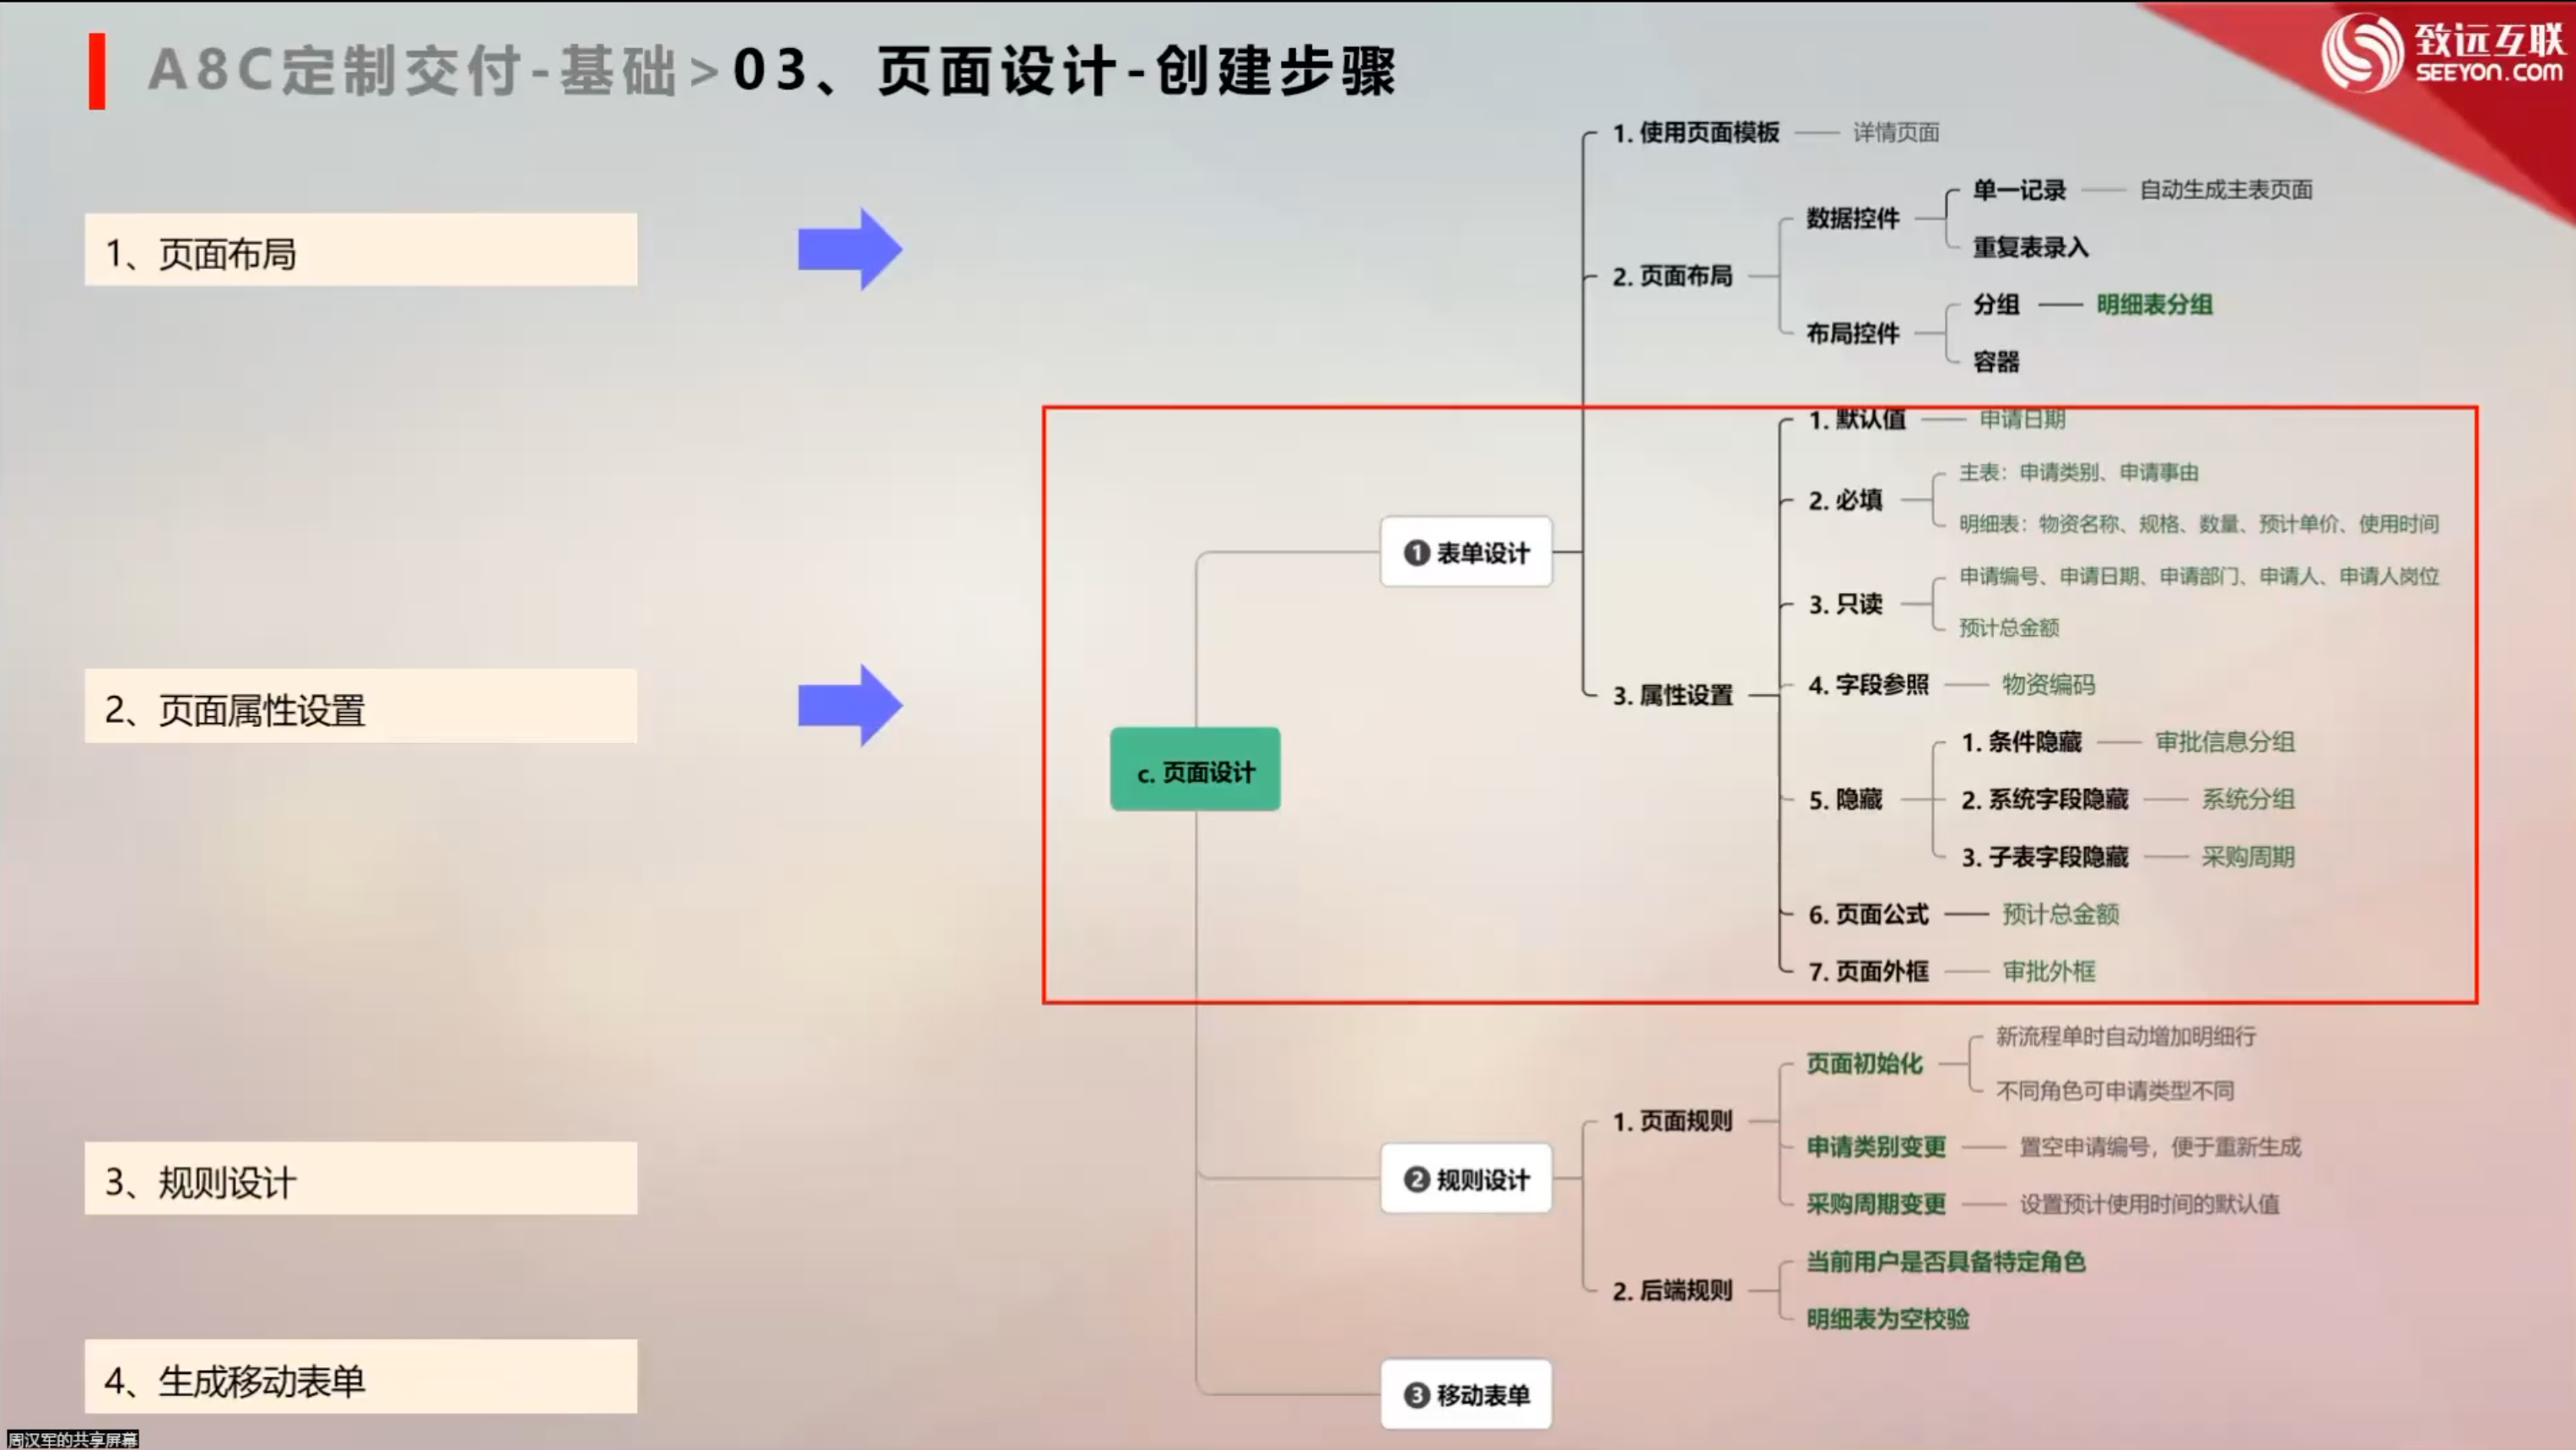 A8C定制交付-基础>03、页面设计-创建步骤
致远互联
SEEYON.COM
1、页面布局
2、页面属性设置
3、规则设计
4、生成移动表单
c. 页面设计
❶ 表单设计
1. 使用页面模板
详情页面
2. 页面布局
数据控件
单一记录
自动生成主表页面
重复表录入
布局控件
分组
明细表分组
容器
3. 属性设置
1. 默认值
申请日期
2. 必填
主表：申请类别、申请事由
明细表：物资名称、规格、数量、预计单价、使用时间
3. 只读
申请编号、申请日期、申请部门、申请人、申请人岗位
预计总金额
4. 字段参照
物资编码
5. 隐藏
1. 条件隐藏
审批信息分组
2. 系统字段隐藏
系统分组
3. 子表字段隐藏
采购周期
6. 页面公式
预计总金额
7. 页面外框
审批外框
❷ 规则设计
1. 页面规则
页面初始化
新流程单时自动增加明细行
不同角色可申请类型不同
申请类别变更
置空申请编号，便于重新生成
采购周期变更
设置预计使用时间的默认值
2. 后端规则
当前用户是否具备特定角色
明细表为空校验
❸ 移动表单
周汉军的共享屏幕